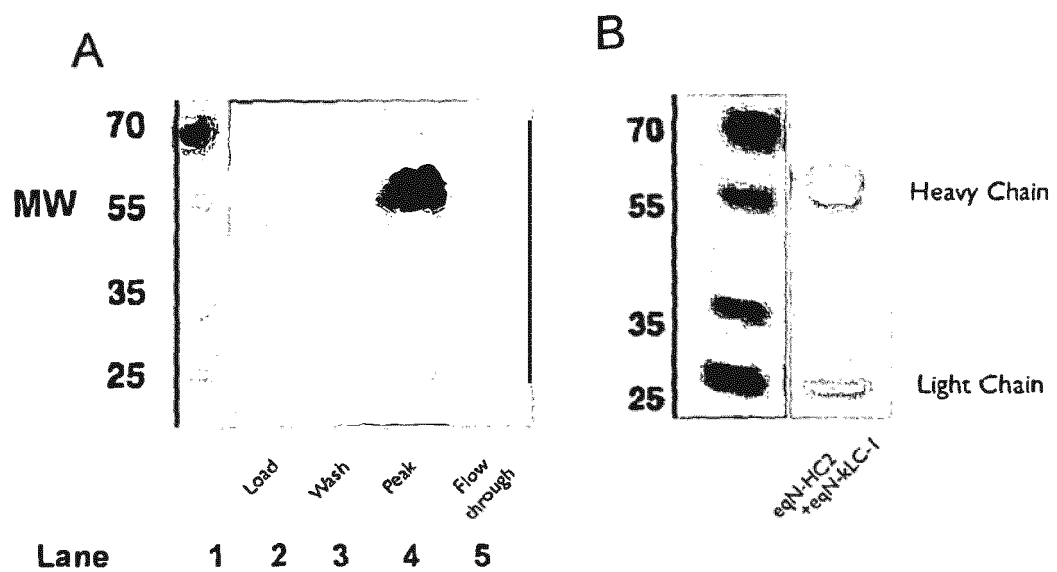 A
70
MW
55
35
25
Load
Wash
Peak
Flow
through
Lane 1 2 3 4 5
B
70
55
35
25
Heavy Chain
Light Chain
eqN-HC2
+eqN-kLC-1